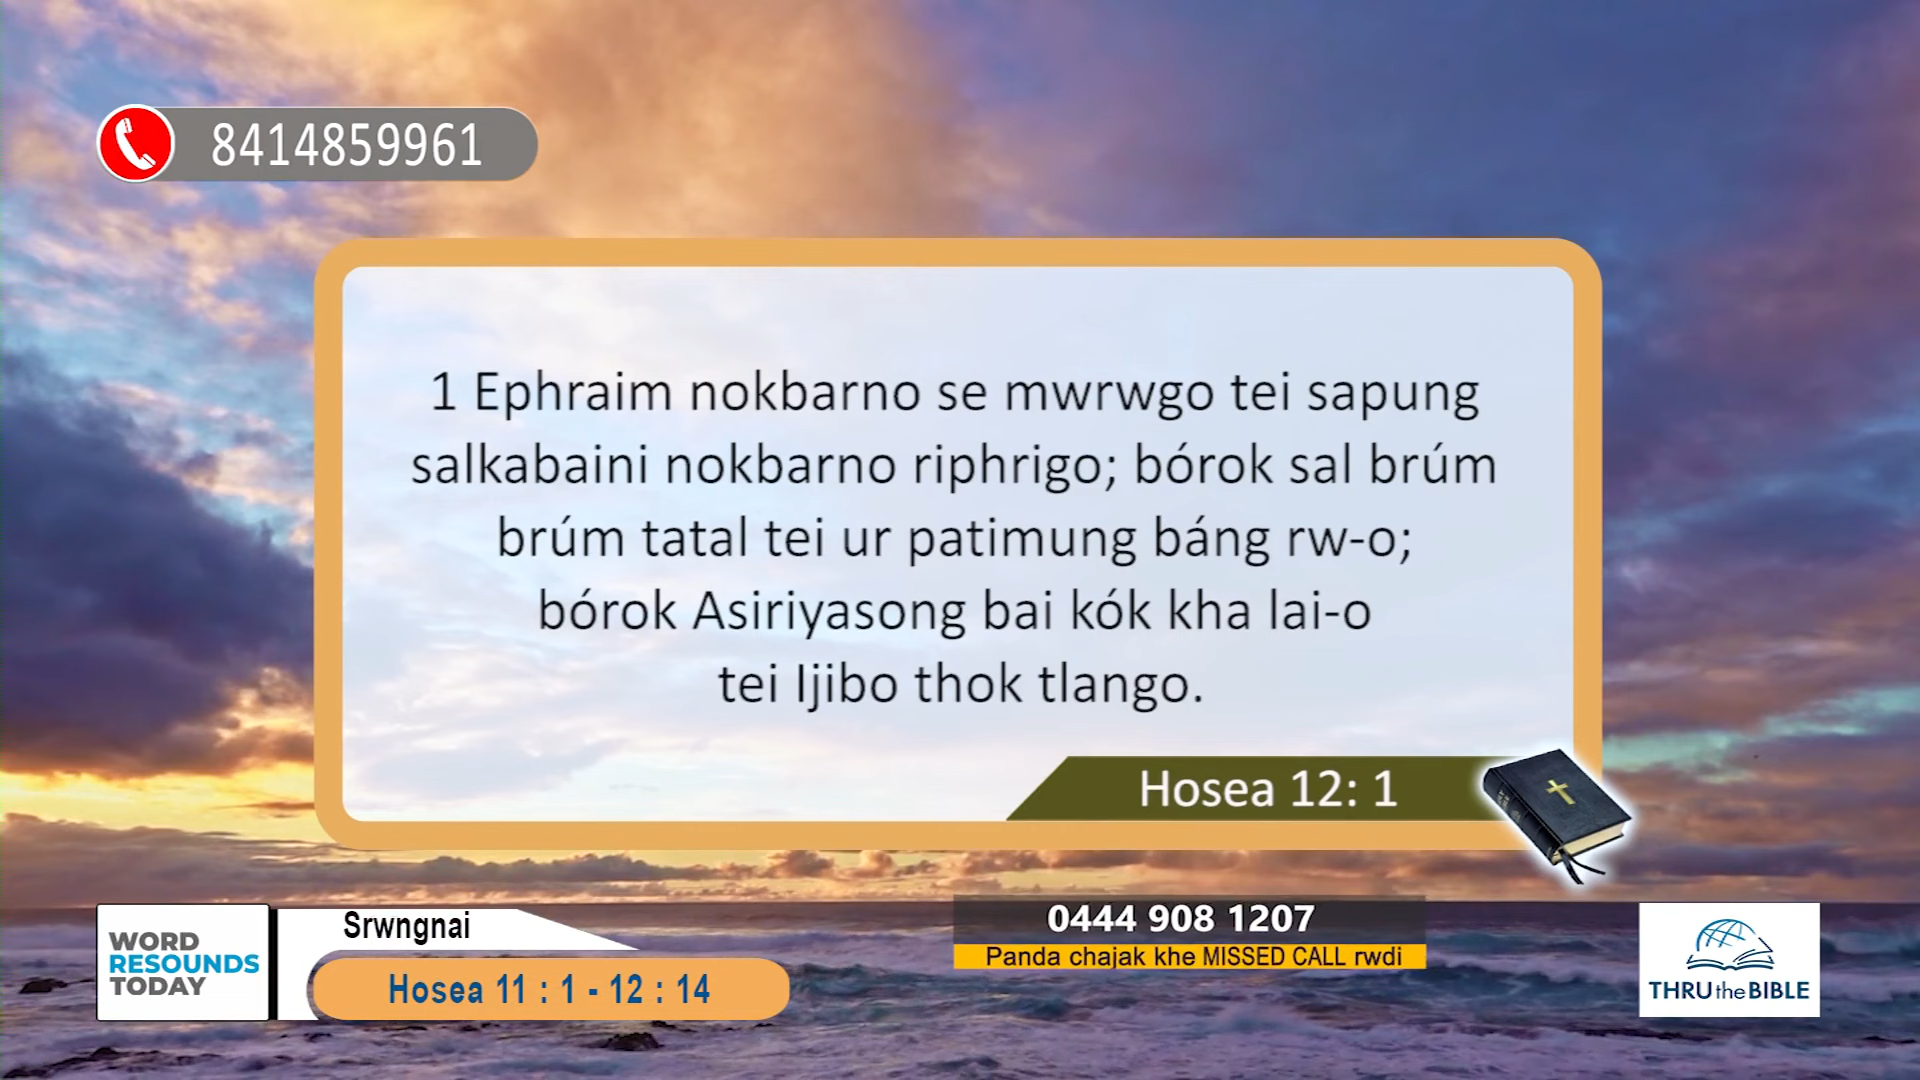 8414859961
1 Ephraim nokbarno se mwrwgo tei sapung
salkabaini nokbarno riphrigo; bórok sal brúm
brúm tatal tei ur patimung báng rw-o;
bórok Asiriyasong bai kók kha lai-o
tei Ijibo thok tlango.
Hosea 12: 1
WORD
RESOUNDS
TODAY
Srwngnai
Hosea 11 : 1 - 12 : 14
0444 908 1207
Panda chajak khe MISSED CALL rwdi
THRU the BIBLE